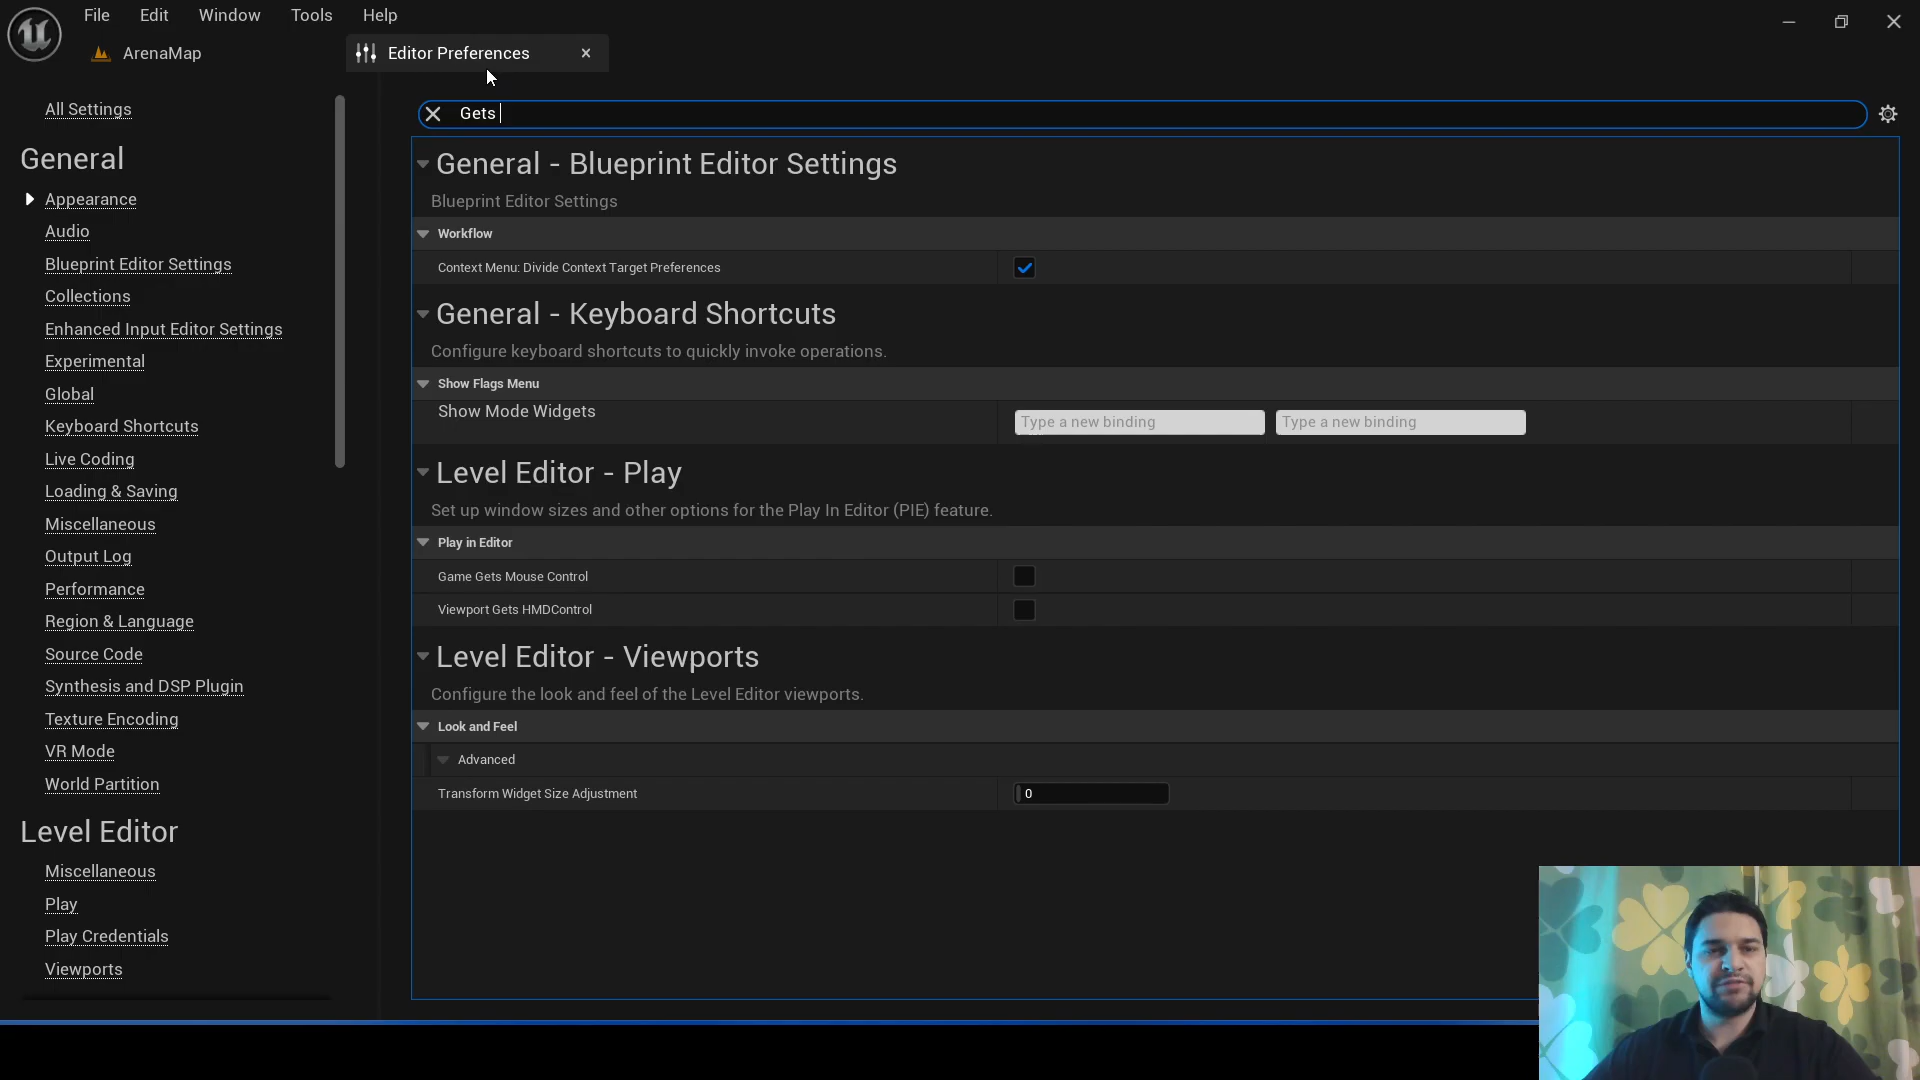 File Edit Window Tools Help
ArenaMap
Editor Preferences
Gets
All Settings
General
Appearance
Audio
Blueprint Editor Settings
Collections
Enhanced Input Editor Settings
Experimental
Global
Keyboard Shortcuts
Live Coding
Loading & Saving
Miscellaneous
Output Log
Performance
Region & Language
Source Code
Synthesis and DSP Plugin
Texture Encoding
VR Mode
World Partition
Level Editor
Miscellaneous
Play
Play Credentials
Viewports
General - Blueprint Editor Settings
Blueprint Editor Settings
Workflow
Context Menu: Divide Context Target Preferences
General - Keyboard Shortcuts
Configure keyboard shortcuts to quickly invoke operations.
Show Flags Menu
Show Mode Widgets
Type a new binding Type a new binding
Level Editor - Play
Set up window sizes and other options for the Play In Editor (PIE) feature.
Play in Editor
Game Gets Mouse Control
Viewport Gets HMDControl
Level Editor - Viewports
Configure the look and feel of the Level Editor viewports.
Look and Feel
Advanced
Transform Widget Size Adjustment 0